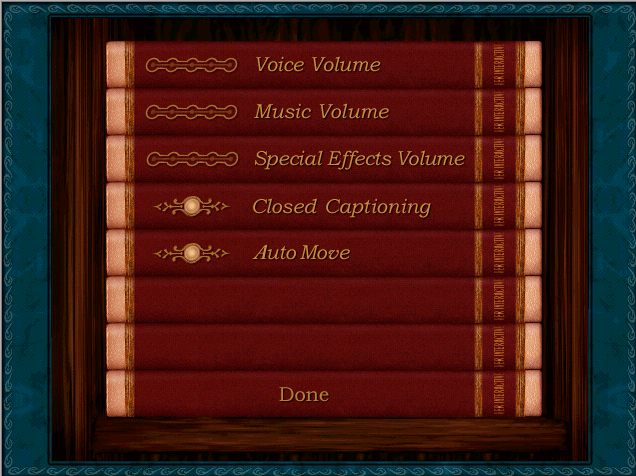 Voice Volume
Music Volume
Special Effects Volume
Closed Captioning
Auto Move
Done